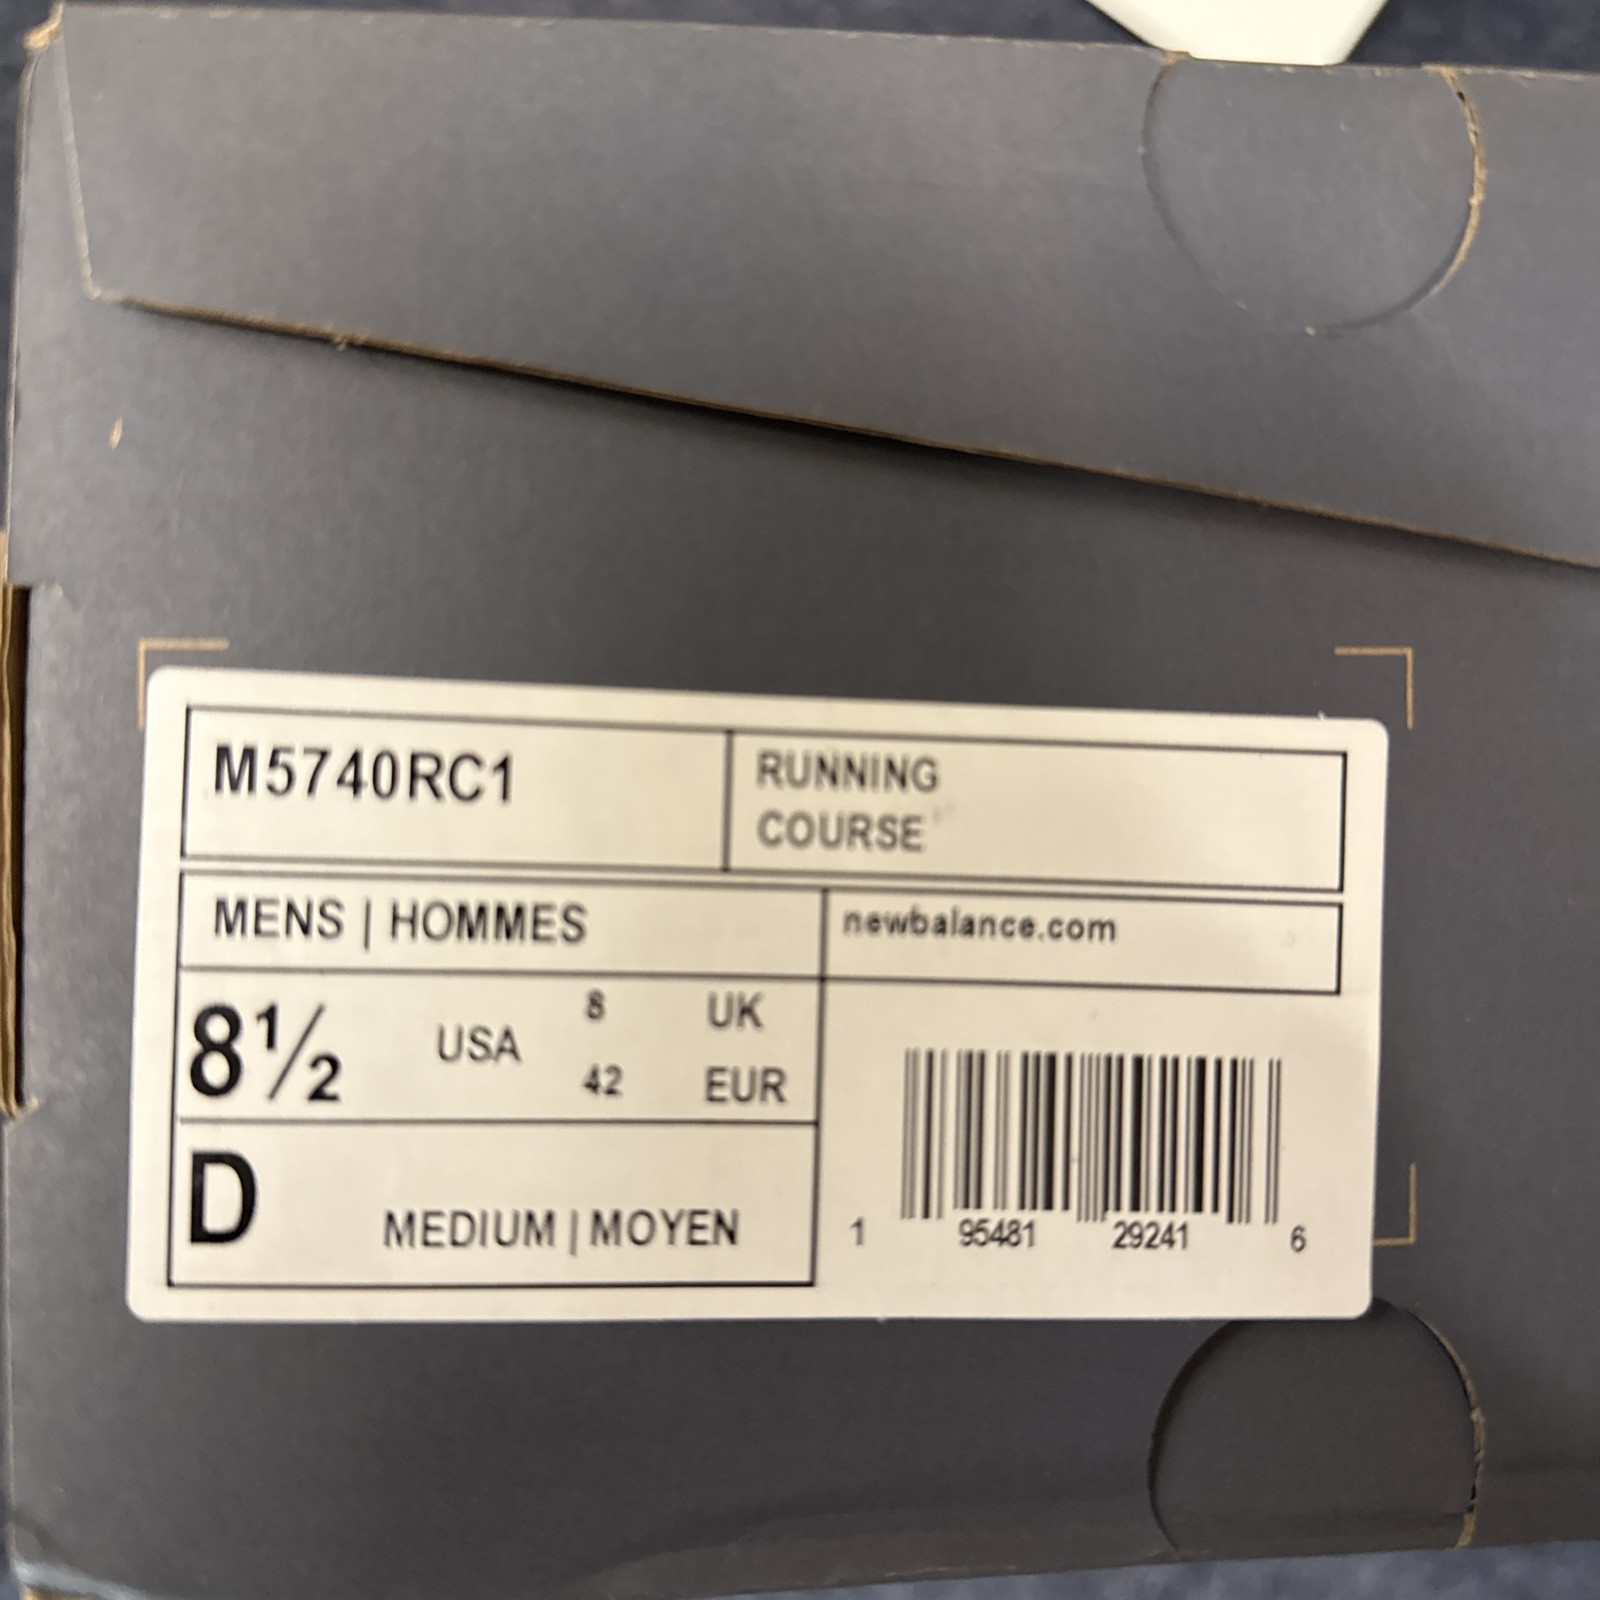 M5740RC1
RUNNING
COURSE
MENS | HOMMES
newbalance.com
8½ USA
8 UK
42 EUR
D
MEDIUM | MOYEN
1 95481 29241 6